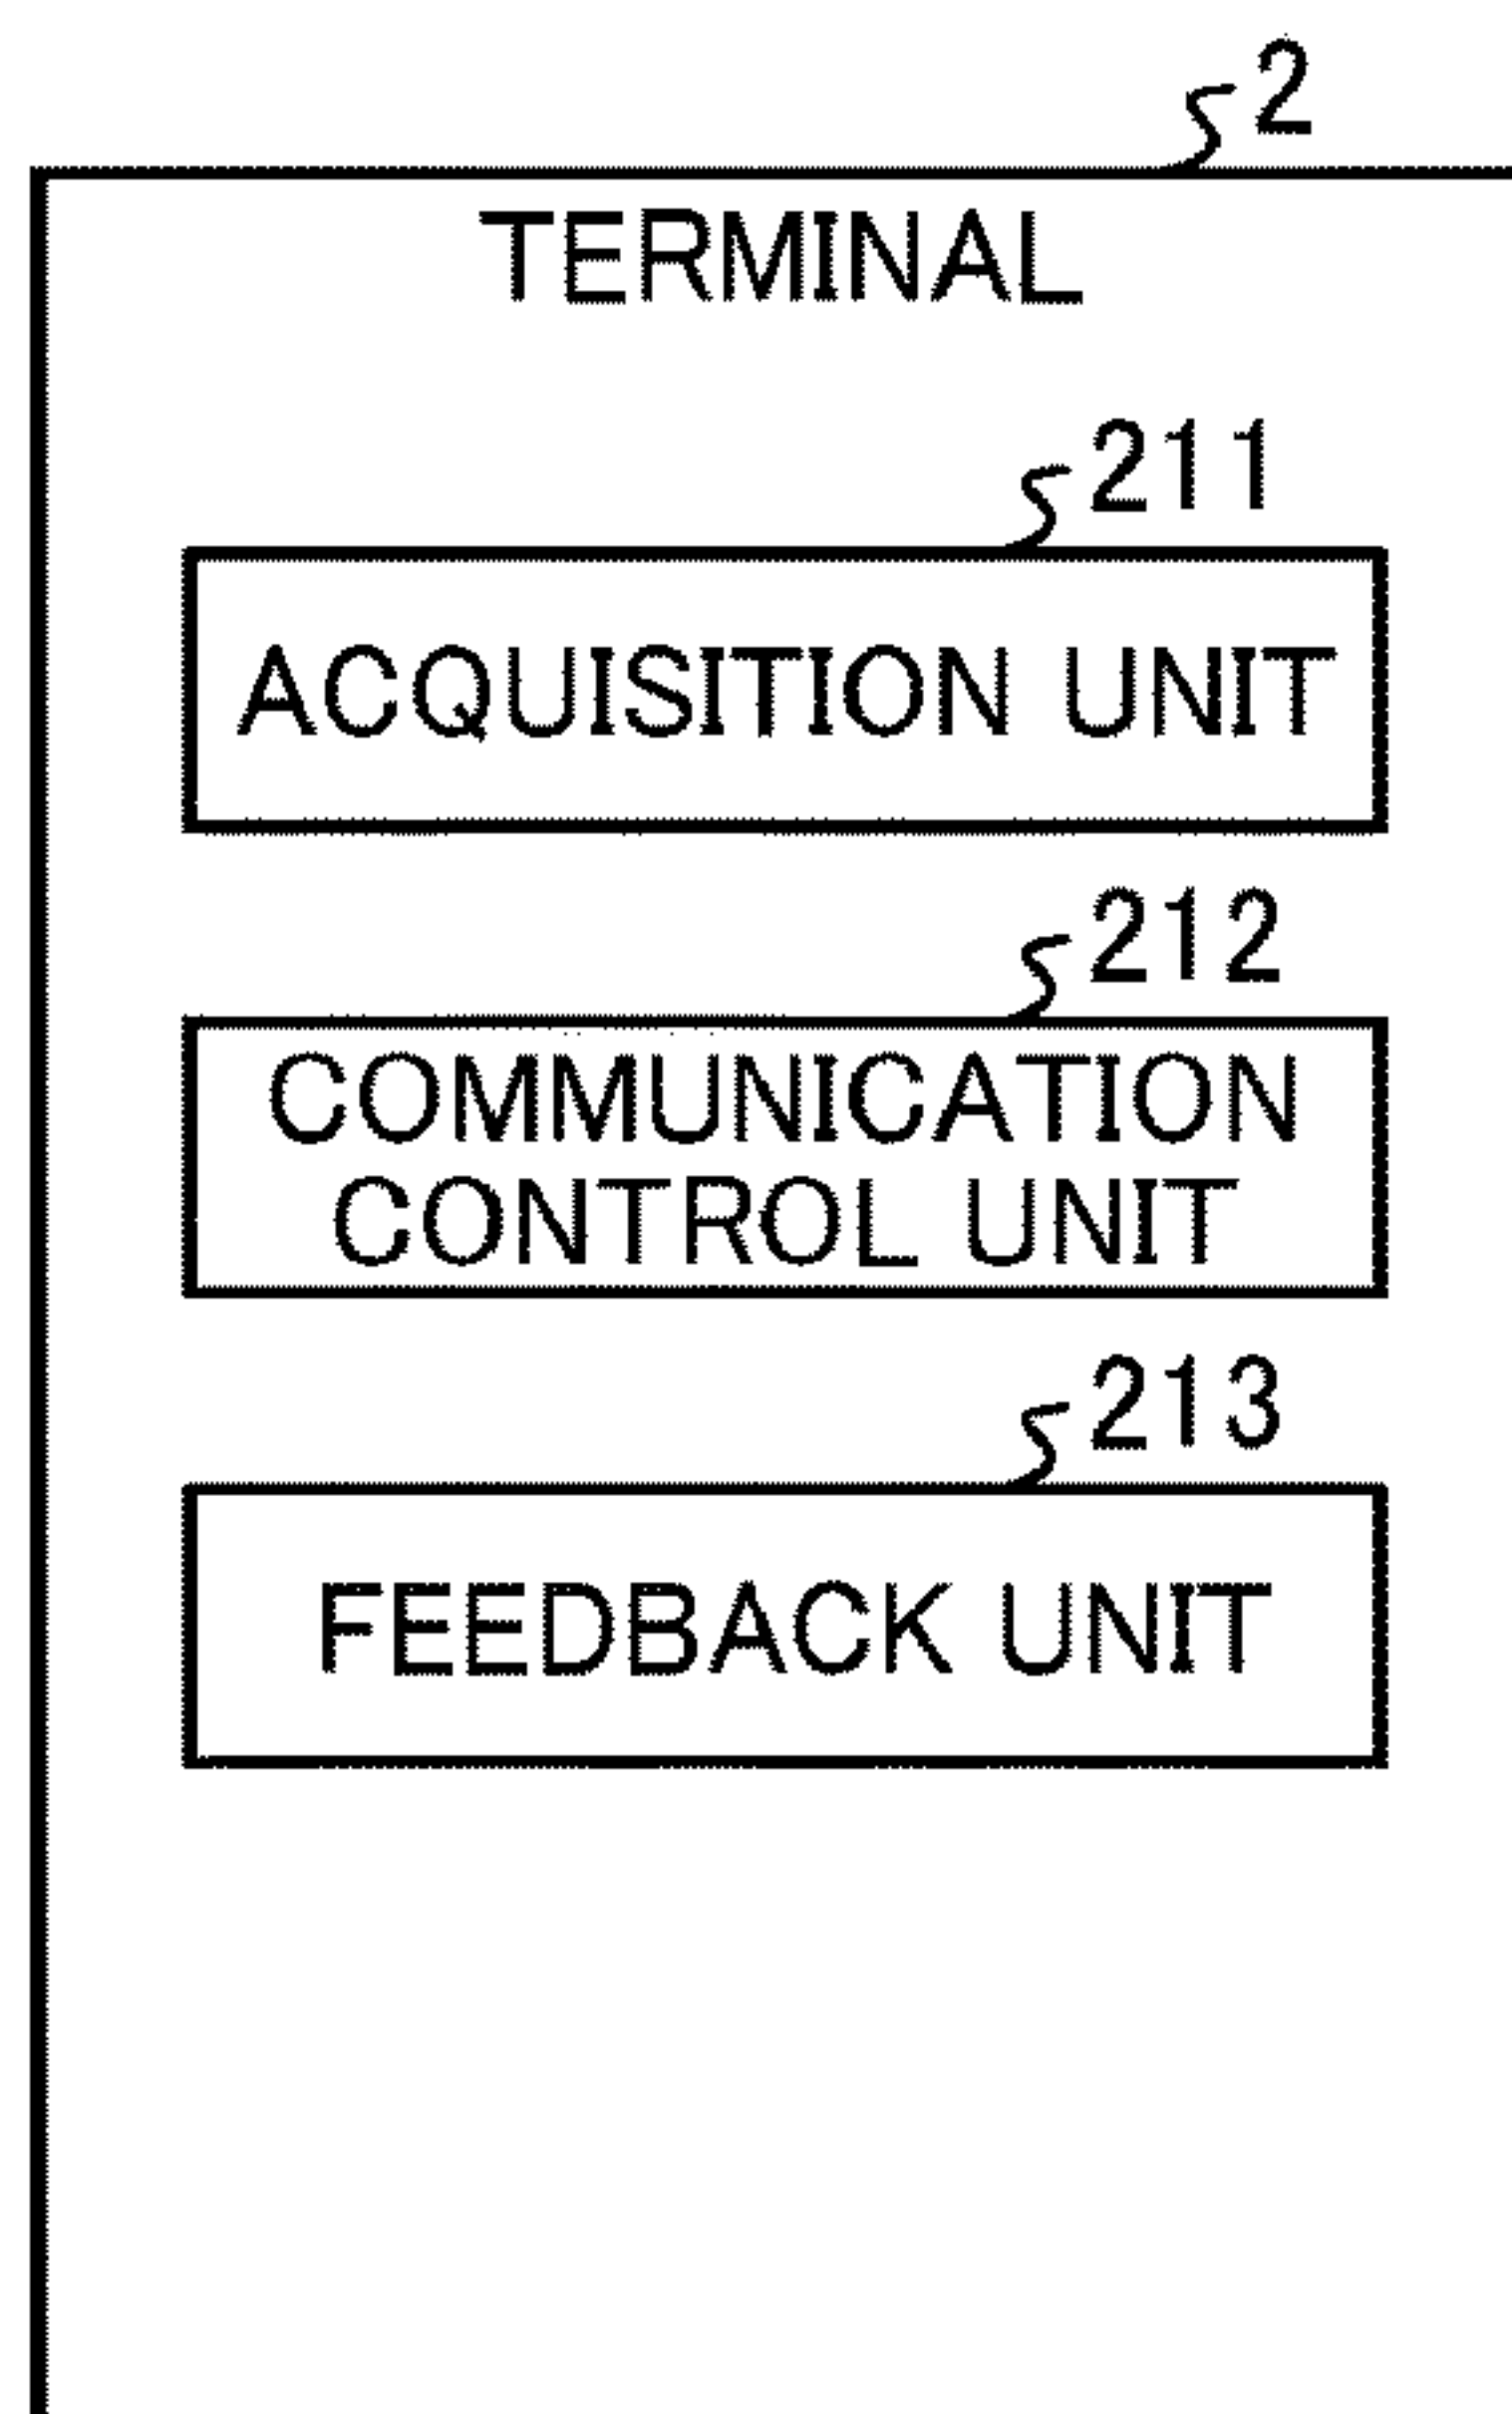 2
TERMINAL
211
ACQUISITION UNIT
212
COMMUNICATION
CONTROL UNIT
213
FEEDBACK UNIT